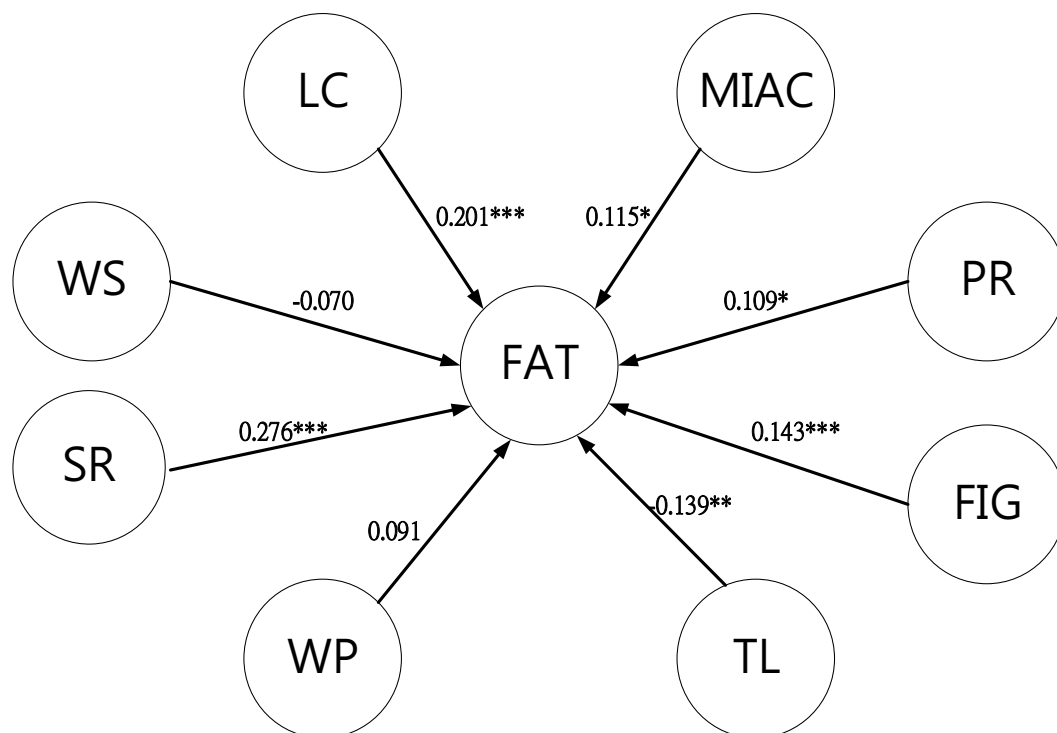 LC
MIAC
0.201***
0.115*
WS
-0.070
0.109*
PR
FAT
SR
0.276***
0.143***
FIG
-0.139**
0.091
WP
TL